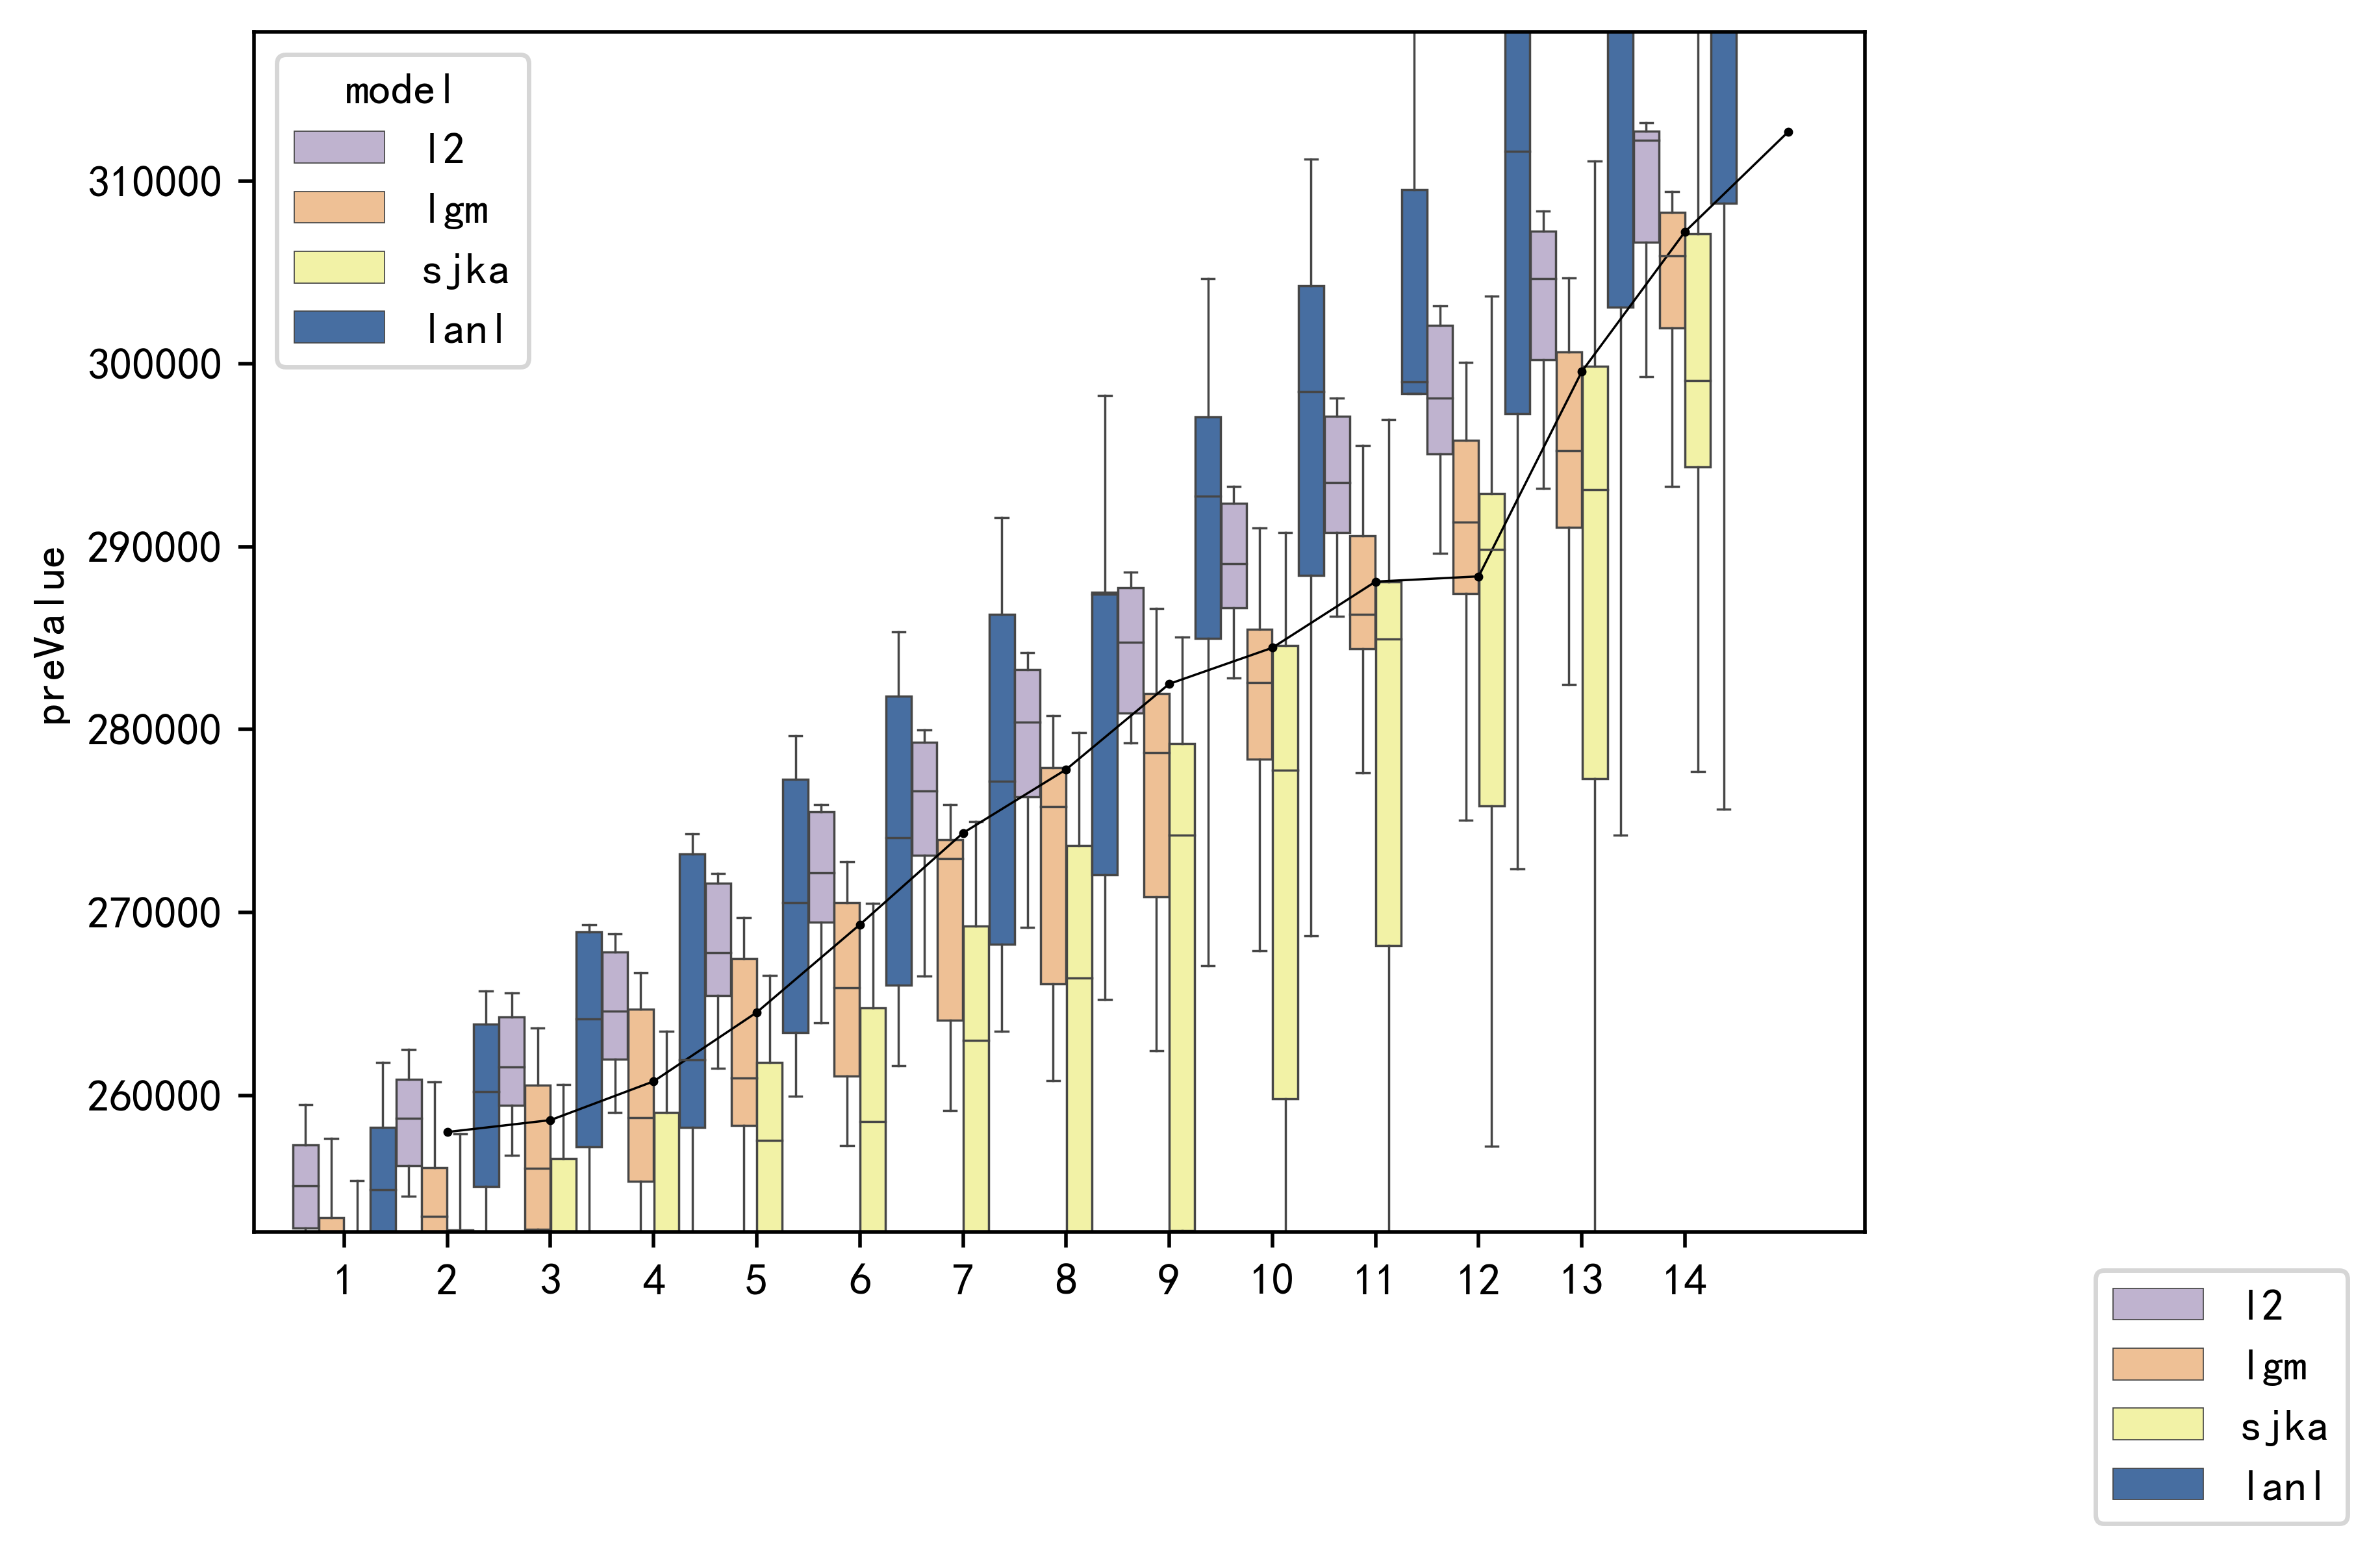 model
l2
lgm
sjka
lanl
310000
300000
290000
280000
270000
260000
preValue
1 2 3 4 5 6 7 8 9 10 11 12 13 14
l2
lgm
sjka
lanl